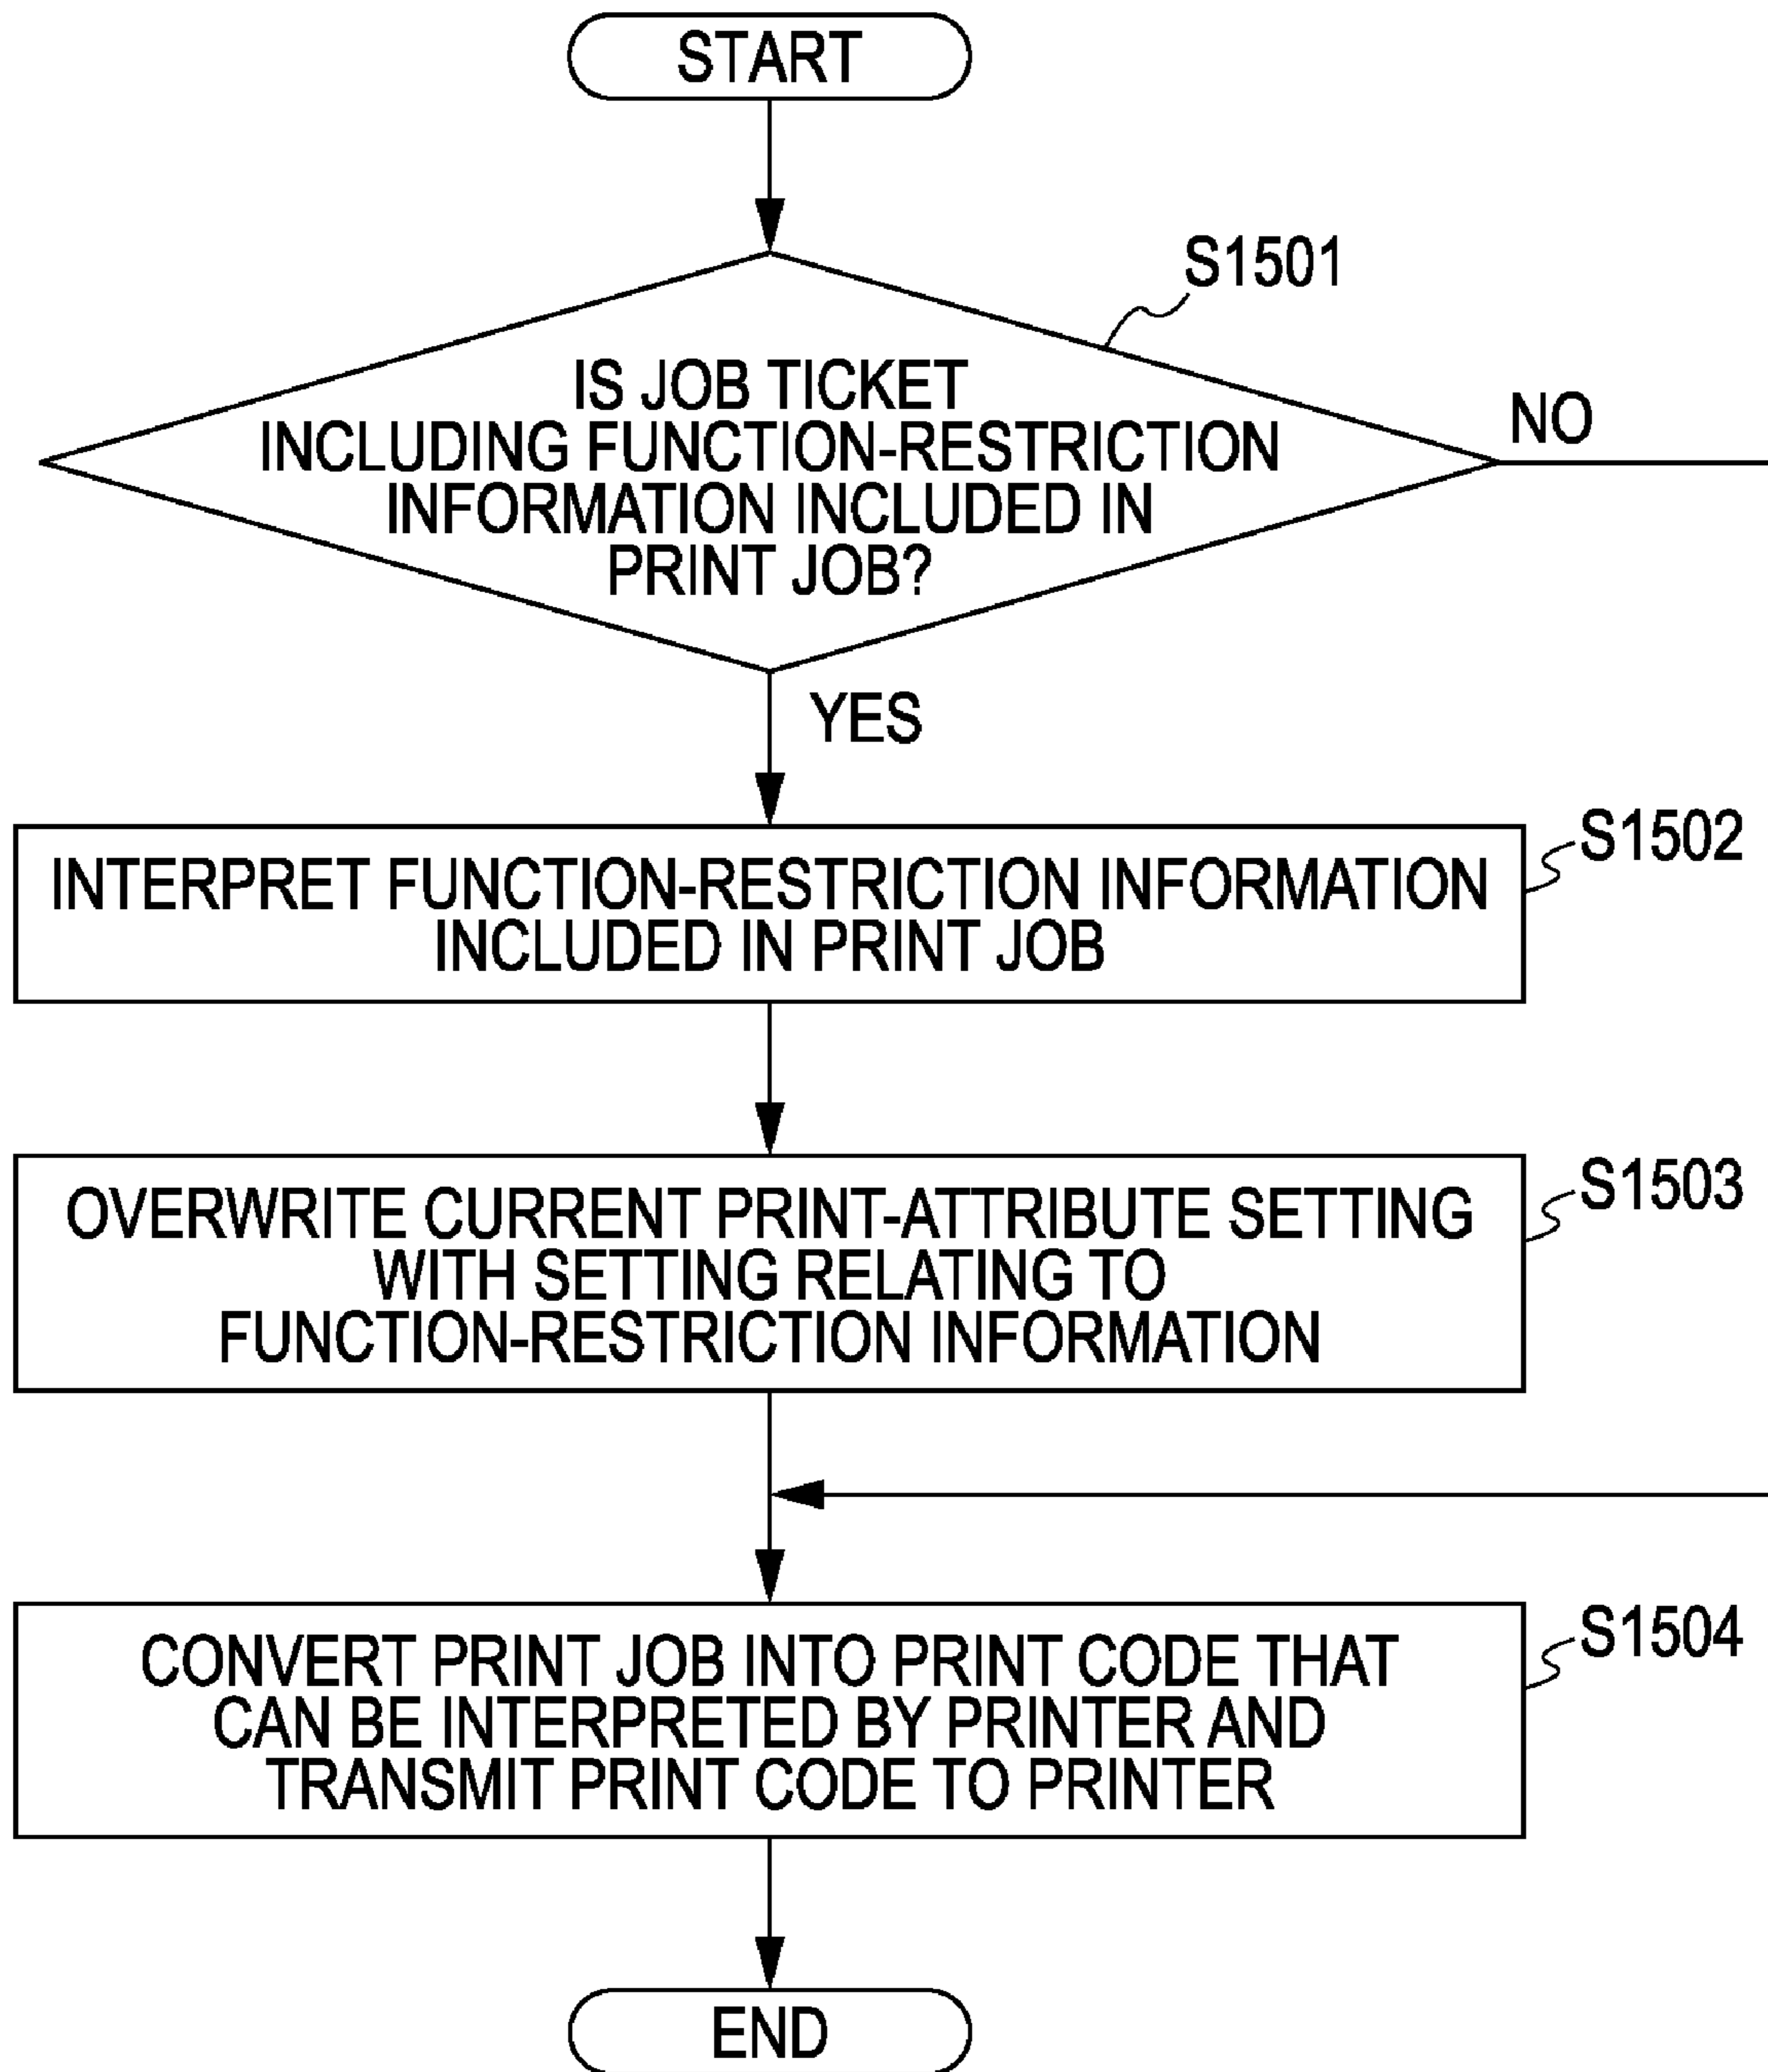 START
S1501
IS JOB TICKET
INCLUDING FUNCTION-RESTRICTION
INFORMATION INCLUDED IN
PRINT JOB?
NO
YES
S1502
INTERPRET FUNCTION-RESTRICTION INFORMATION
INCLUDED IN PRINT JOB
S1503
OVERWRITE CURRENT PRINT-ATTRIBUTE SETTING
WITH SETTING RELATING TO
FUNCTION-RESTRICTION INFORMATION
S1504
CONVERT PRINT JOB INTO PRINT CODE THAT
CAN BE INTERPRETED BY PRINTER AND
TRANSMIT PRINT CODE TO PRINTER
END